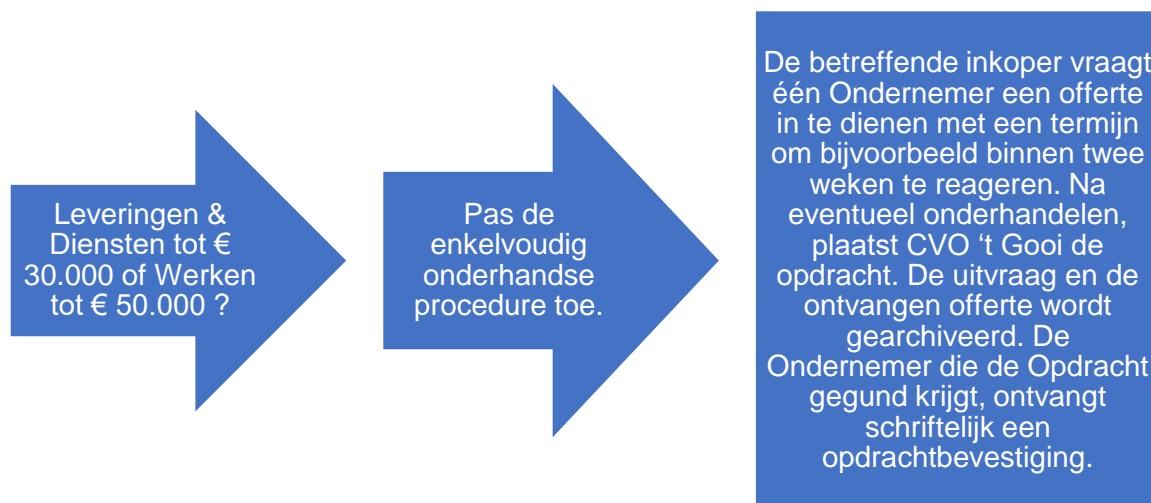 Leveringen &
Diensten tot €
30.000 of Werken
tot € 50.000 ?
Pas de
enkelvoudig
onderhandse
procedure toe.
De betreffende inkoper vraagt
één Ondernemer een offerte
in te dienen met een termijn
om bijvoorbeeld binnen twee
weken te reageren. Na
eventueel onderhandelen,
plaatst CVO ‘t Gooi de
opdracht. De uitvraag en de
ontvangen offerte wordt
gearchiveerd. De
Ondernemer die de Opdracht
gegund krijgt, ontvangt
schriftelijk een
opdrachtbevestiging.